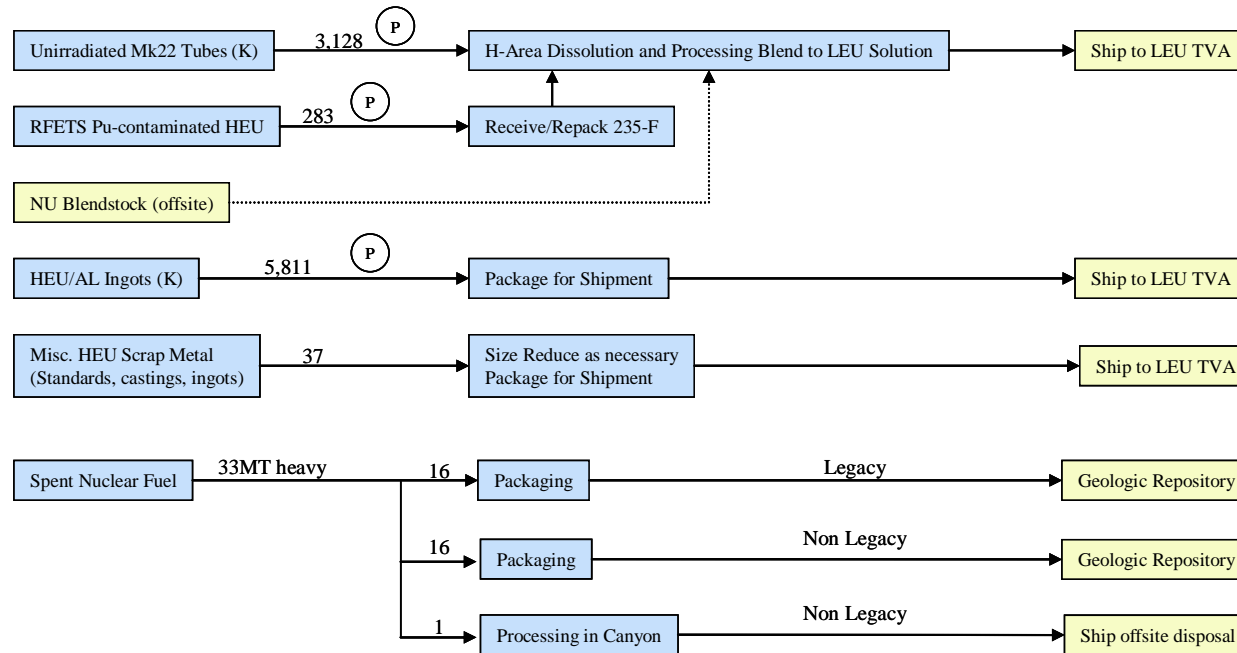 P
Unirradiated Mk22 Tubes (K)
3,128
H-Area Dissolution and Processing Blend to LEU Solution
Ship to LEU TVA
P
RFETS Pu-contaminated HEU
283
Receive/Repack 235-F
NU Blendstock (offsite)
P
HEU/AL Ingots (K)
5,811
Package for Shipment
Ship to LEU TVA
Misc. HEU Scrap Metal
(Standards, castings, ingots)
37
Size Reduce as necessary
Package for Shipment
Ship to LEU TVA
Spent Nuclear Fuel
33MT heavy
16
Packaging
Legacy
Geologic Repository
16
Packaging
Non Legacy
Geologic Repository
1
Processing in Canyon
Non Legacy
Ship offsite disposal